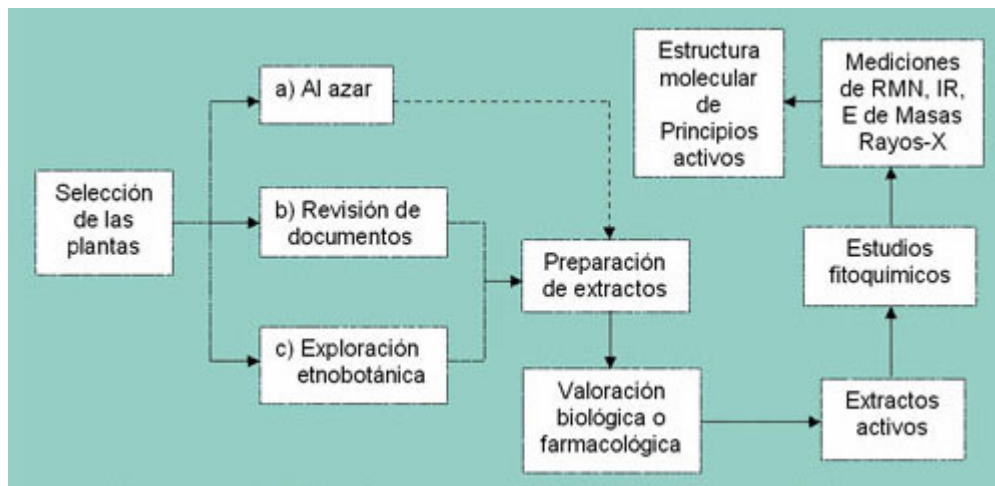 Selección
de las
plantas
a) Al azar
b) Revisión de
documentos
c) Exploración
etnobotánica
Preparación
de extractos
Valoración
biológica o
farmacológica
Extractos
activos
Estudios
fitoquímicos
Mediciones
de RMN, IR,
E de Masas
Rayos-X
Estructura
molecular
de
Principios
activos